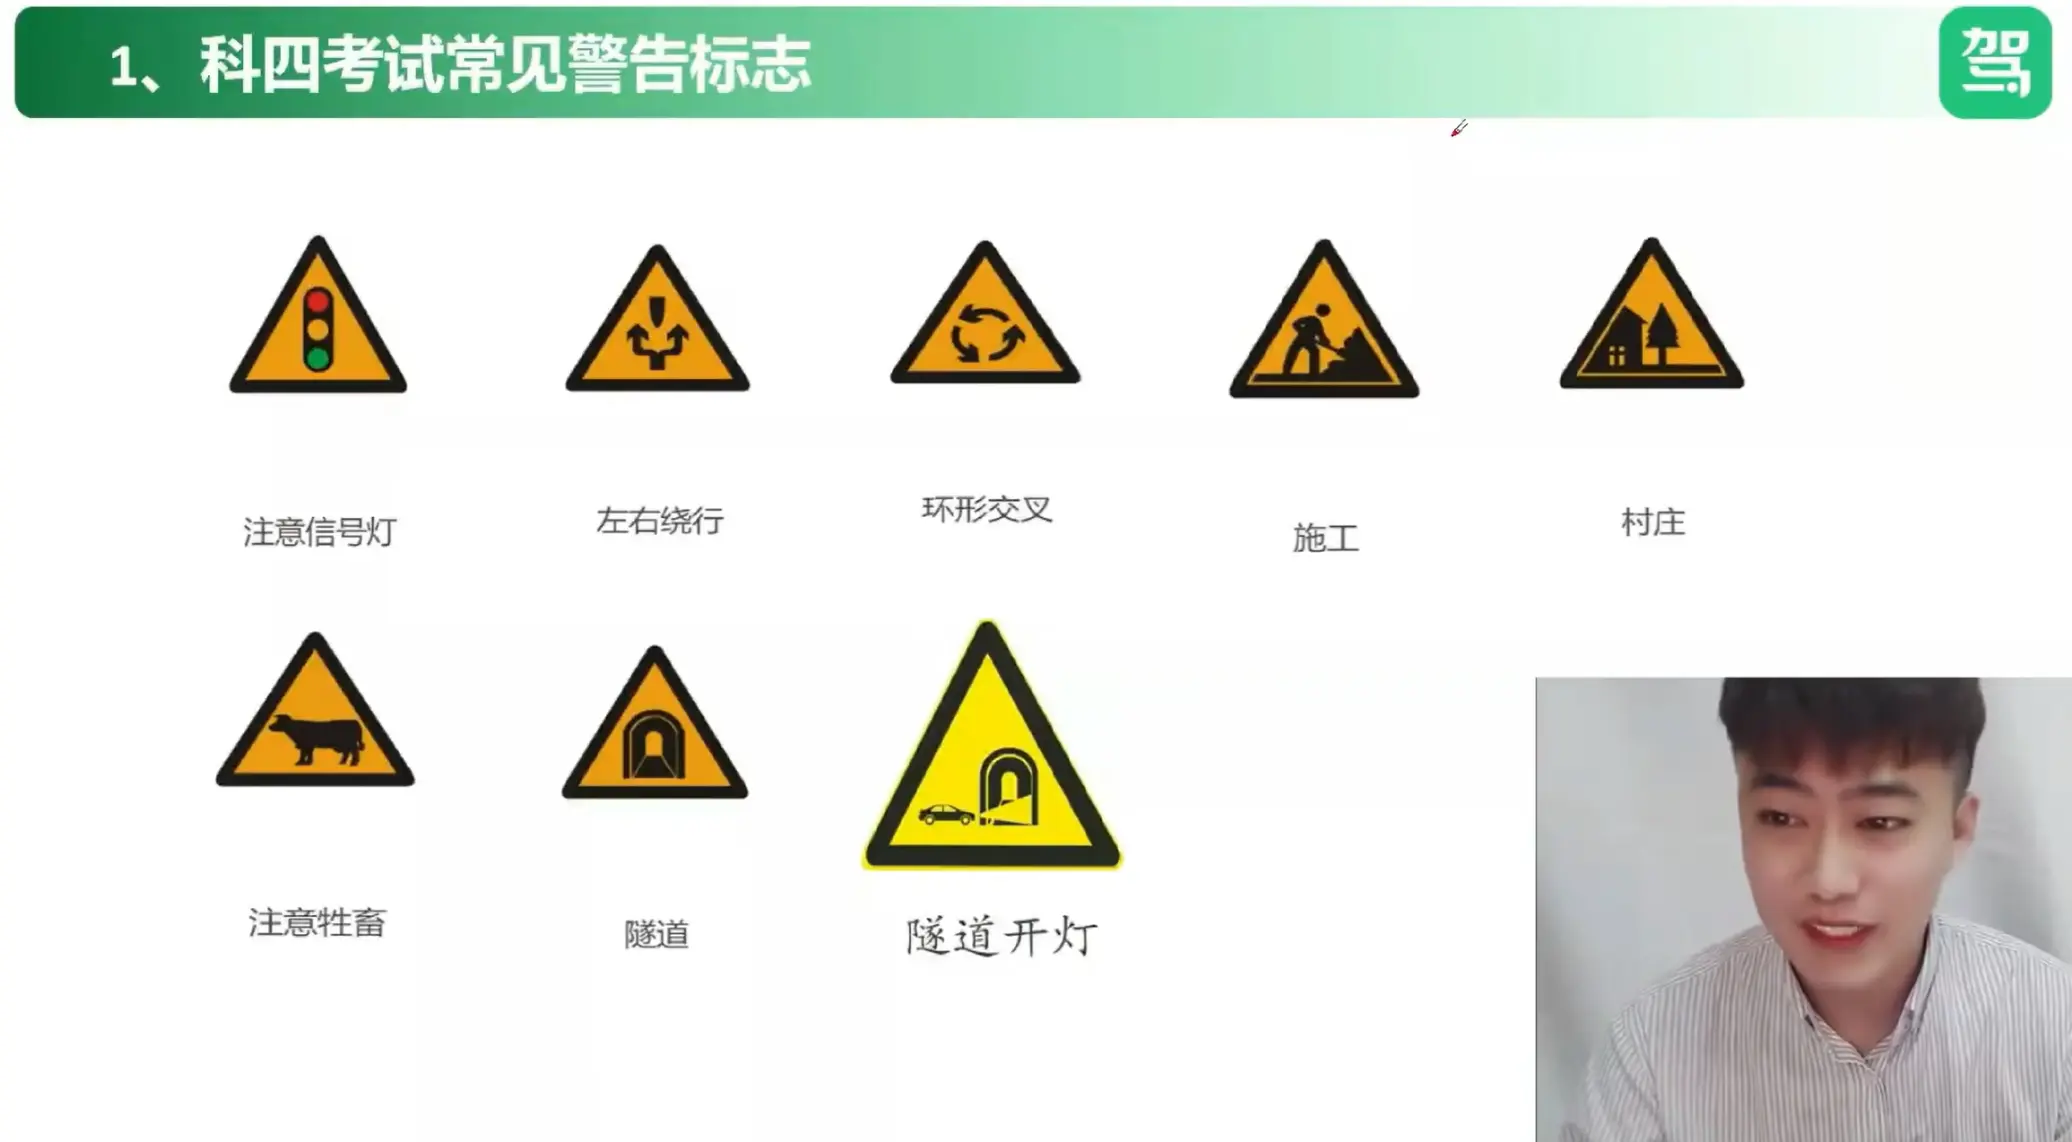 1、科四考试常见警告标志
驾
注意信号灯
左右绕行
环形交叉
施工
村庄
注意牲畜
隧道
隧道开灯